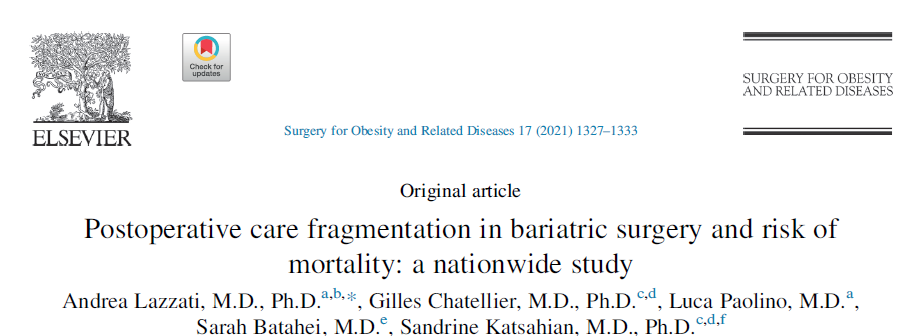 Check for
updates
ELSEVIER
SURGERY FOR OBESITY
AND RELATED DISEASES
Surgery for Obesity and Related Diseases 17 (2021) 1327–1333
Original article
Postoperative care fragmentation in bariatric surgery and risk of
mortality: a nationwide study
Andrea Lazzati, M.D., Ph.D.a,b,*, Gilles Chatellier, M.D., Ph.D.c,d, Luca Paolino, M.D.a,
Sarah Batahei, M.D.e, Sandrine Katsahian, M.D., Ph.D.c,d,f